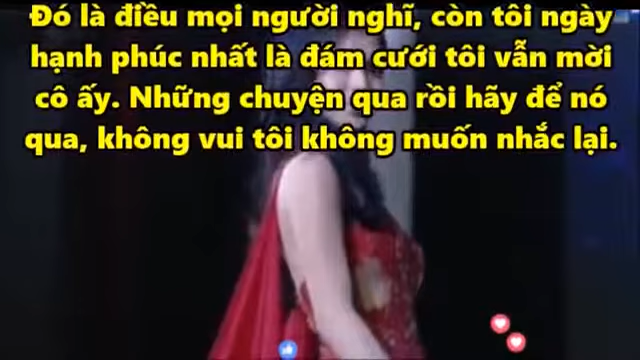 Đó là điều mọi người nghĩ, còn tôi ngày
hạnh phúc nhất là đám cưới tôi vẫn mời
cô ấy. Những chuyện qua rồi hãy để nó
qua, không vui tôi không muốn nhắc lại.